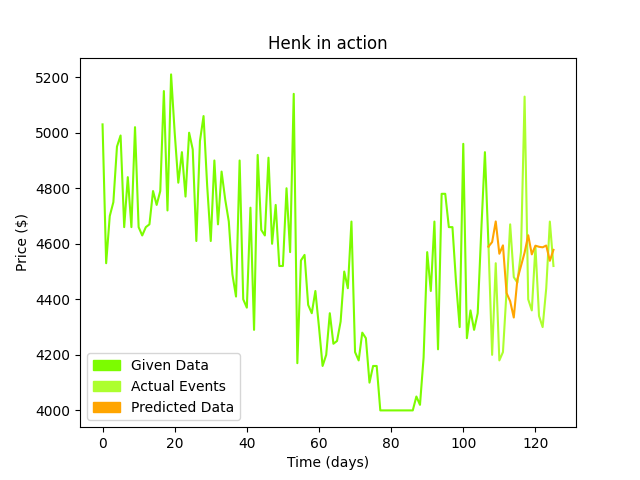 Henk in action
Price ($)
5200
5000
4800
4600
4400
4200
4000
Given Data
Actual Events
Predicted Data
0 20 40 60 80 100 120
Time (days)